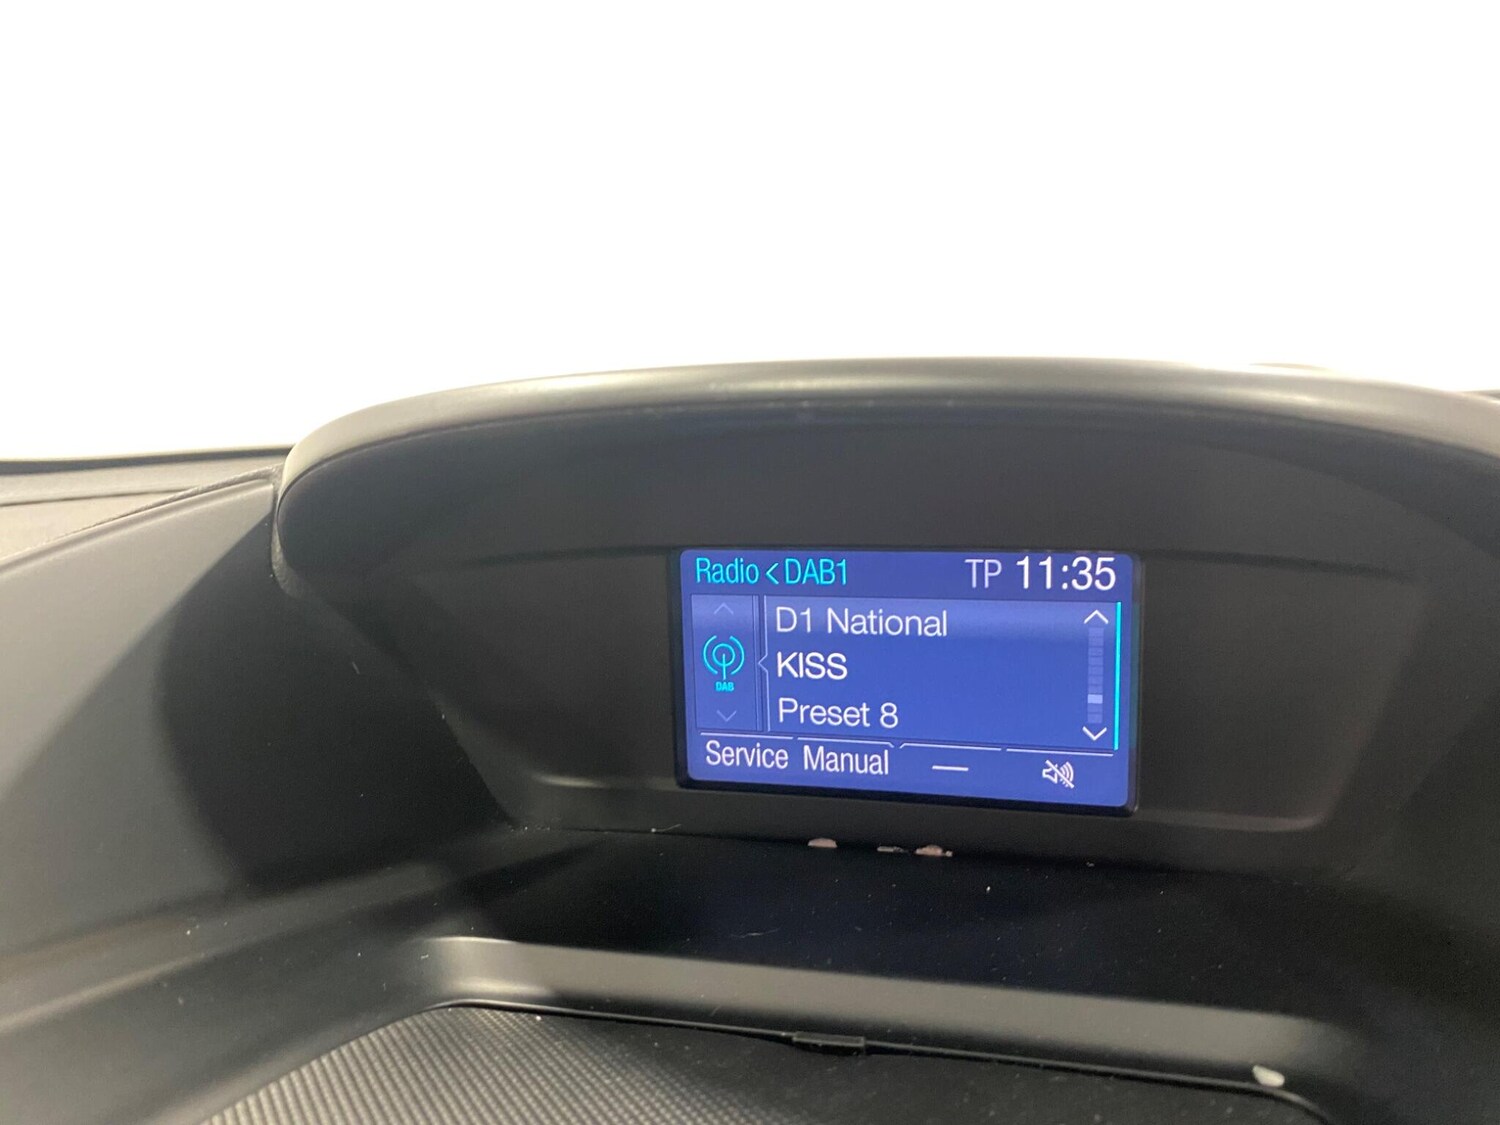 Radio < DAB1 TP 11:35
D1 National
KISS
DAB
Preset 8
Service Manual —